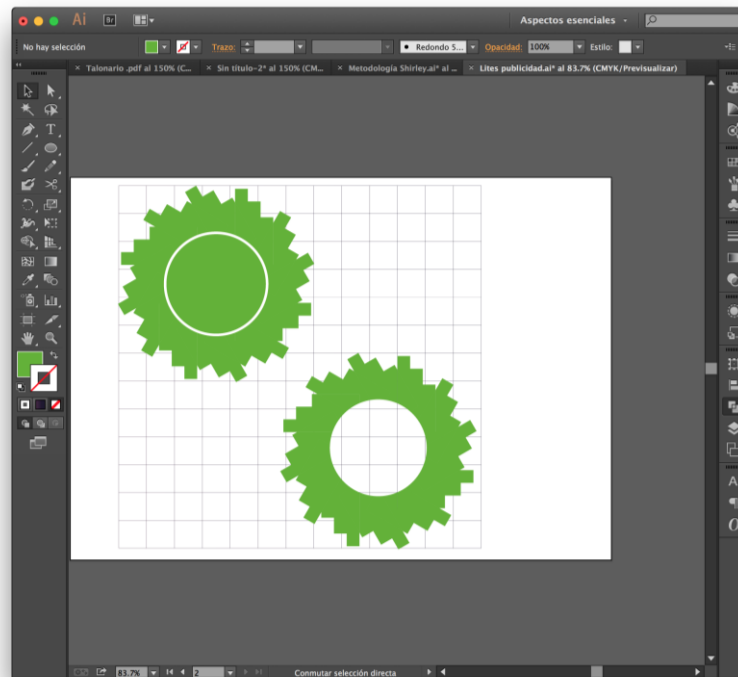 Ai Br Aspectos esenciales
No hay selección Trazo: Redondo 5... Opacidad: 100% Estilo:
× Talonario .pdf al 150% (C... × Sin título-2* al 150% (CM... × Metodología Shirley.ai* al ... × Lites publicidad.ai* al 83.7% (CMYK/Previsualizar)
83.7% 2 Conmutar selección directa